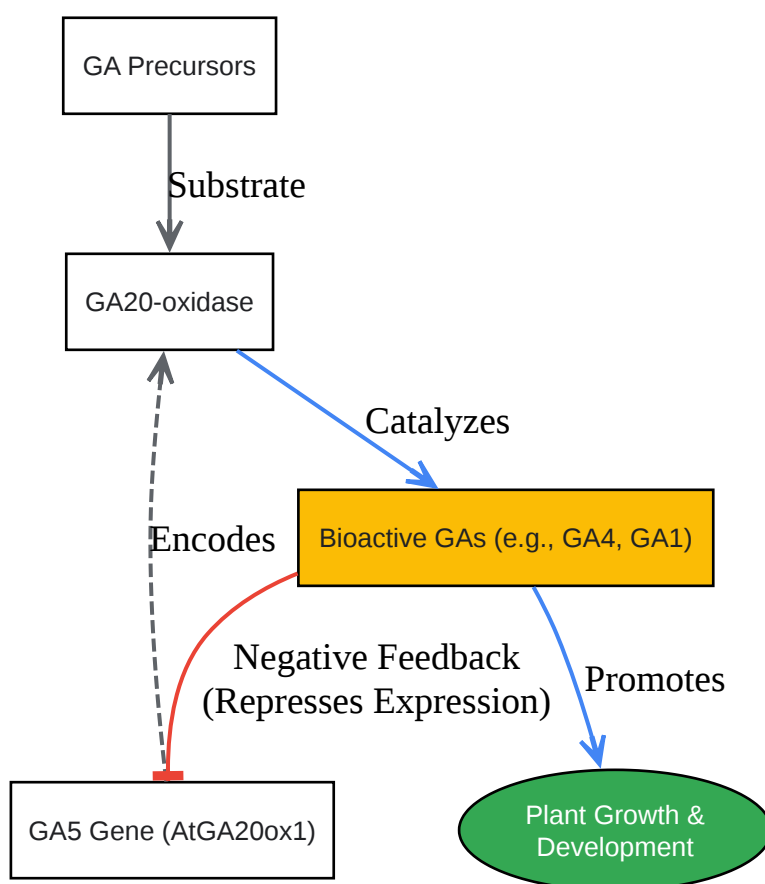 GA Precursors
Substrate
GA20-oxidase
Catalyzes
Bioactive GAs (e.g., GA4, GA1)
Encodes
Negative Feedback
(Represses Expression)
Promotes
GA5 Gene (AtGA20ox1)
Plant Growth &
Development